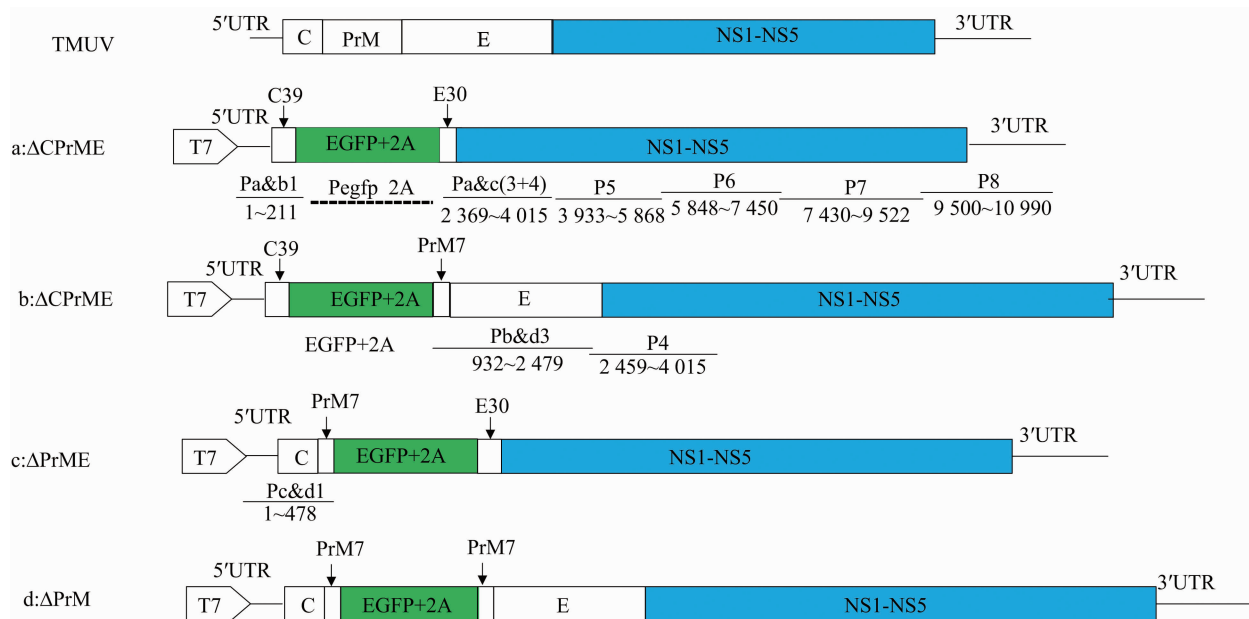 TMUV
5′UTR C PrM E NS1-NS5 3′UTR
C39 E30
a:ΔCPrME T7 5′UTR EGFP+2A NS1-NS5 3′UTR
Pa&b1 Pegfp 2A Pa&c(3+4) P5 P6 P7 P8
1~211 2 369~4 015 3 933~5 868 5 848~7 450 7 430~9 522 9 500~10 990
C39 PrM7
b:ΔCPrME T7 5′UTR EGFP+2A E NS1-NS5 3′UTR
EGFP+2A Pb&d3 P4
932~2 479 2 459~4 015
PrM7 E30
c:ΔPrME T7 5′UTR C EGFP+2A NS1-NS5 3′UTR
Pc&d1
1~478
PrM7 PrM7
d:ΔPrM T7 5′UTR C EGFP+2A E NS1-NS5 3′UTR